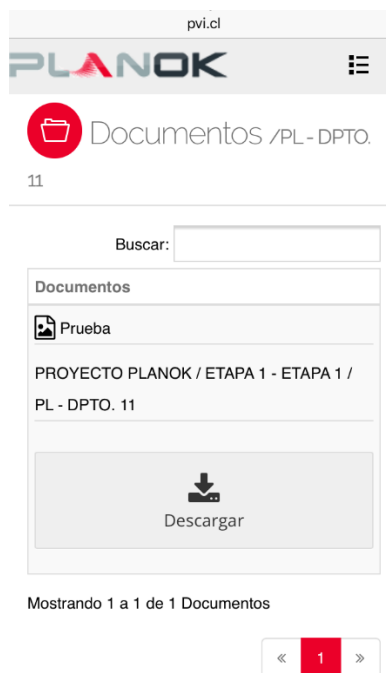 pvi.cl
PLANOK
Documentos /PL - DPTO.
11
Buscar:
Documentos
Prueba
PROYECTO PLANOK / ETAPA 1 - ETAPA 1 /
PL - DPTO. 11
Descargar
Mostrando 1 a 1 de 1 Documentos
« 1 »